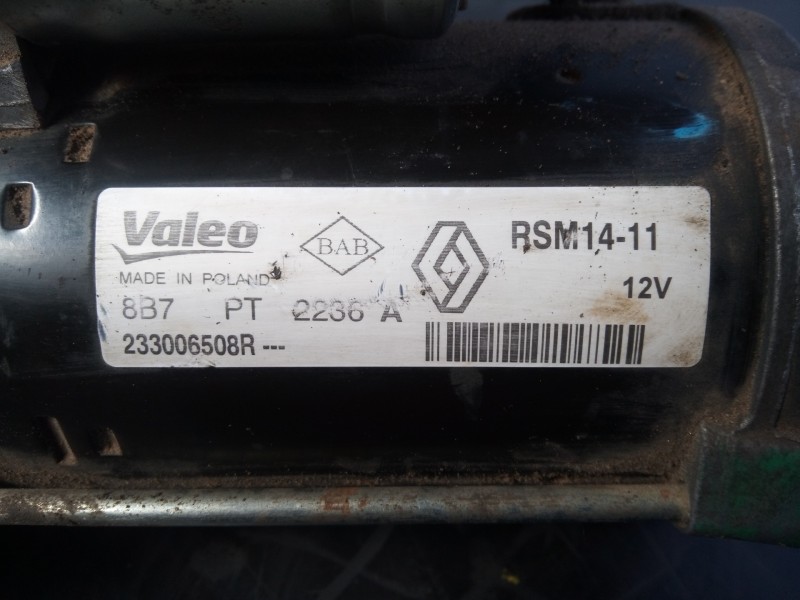 Valeo
BAB
RSM14-11
MADE IN POLAND
12V
8B7 PT 2236 A
233006508R ---